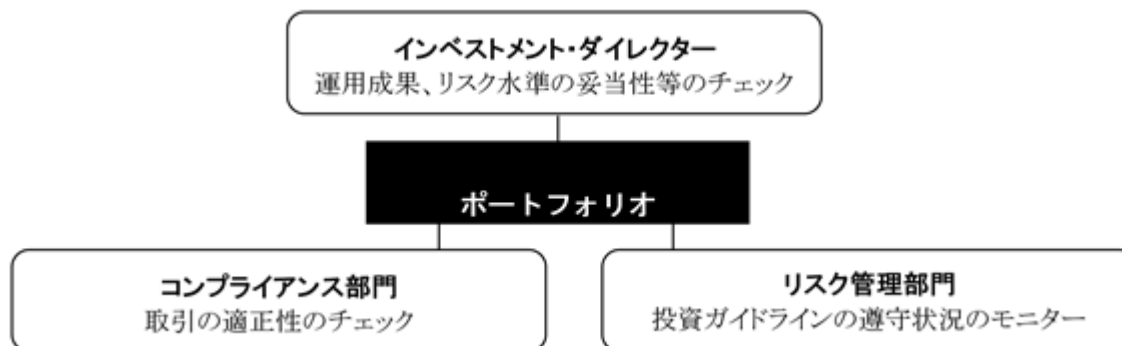 インベストメント・ダイレクター
運用成果、リスク水準の妥当性等のチェック
ポートフォリオ
コンプライアンス部門
取引の適正性のチェック
リスク管理部門
投資ガイドラインの遵守状況のモニター